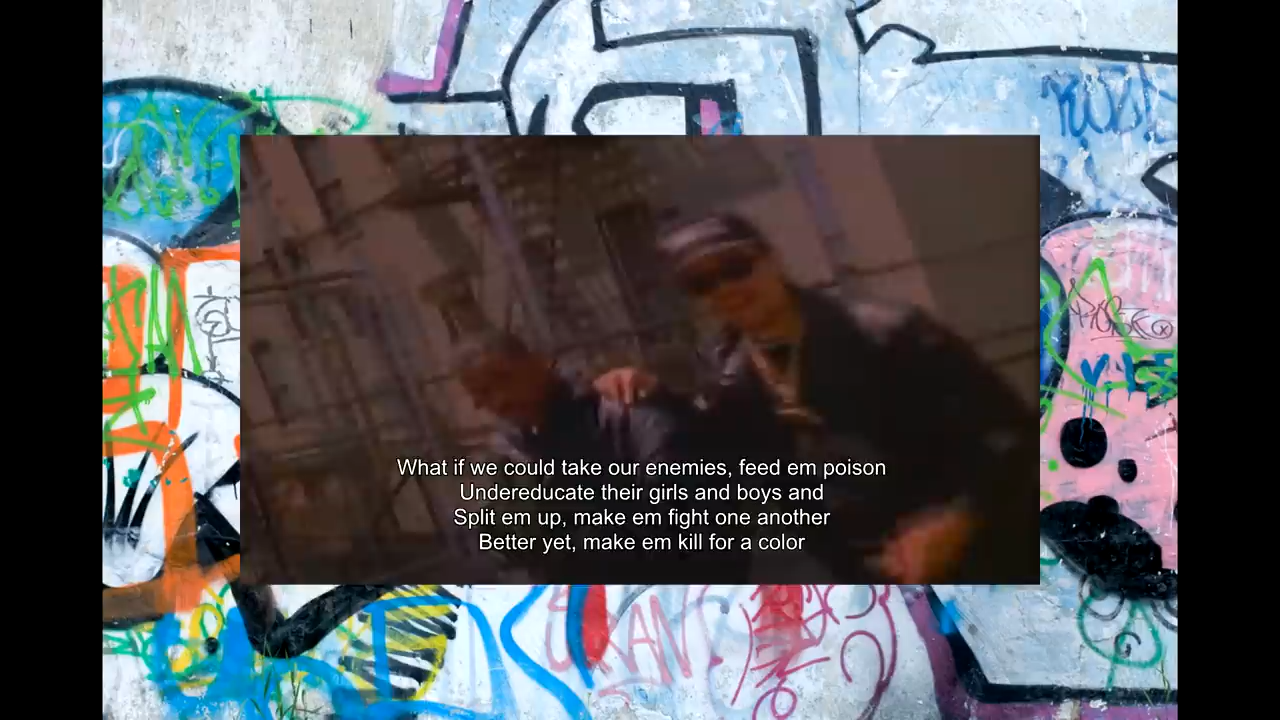 What if we could take our enemies, feed em poison
Undereducate their girls and boys and
Split em up, make em fight one another
Better yet, make em kill for a color